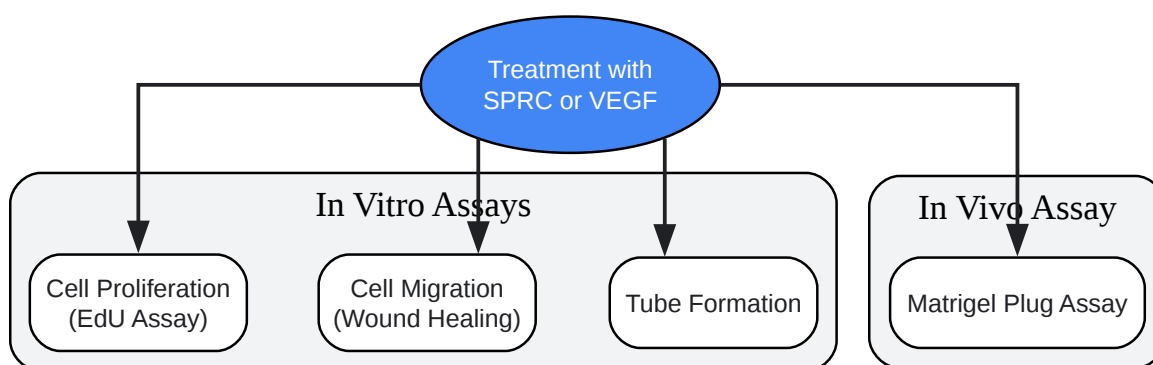 Treatment with
SPRC or VEGF
In Vitro Assays
In Vivo Assay
Cell Proliferation
(EdU Assay)
Cell Migration
(Wound Healing)
Tube Formation
Matrigel Plug Assay